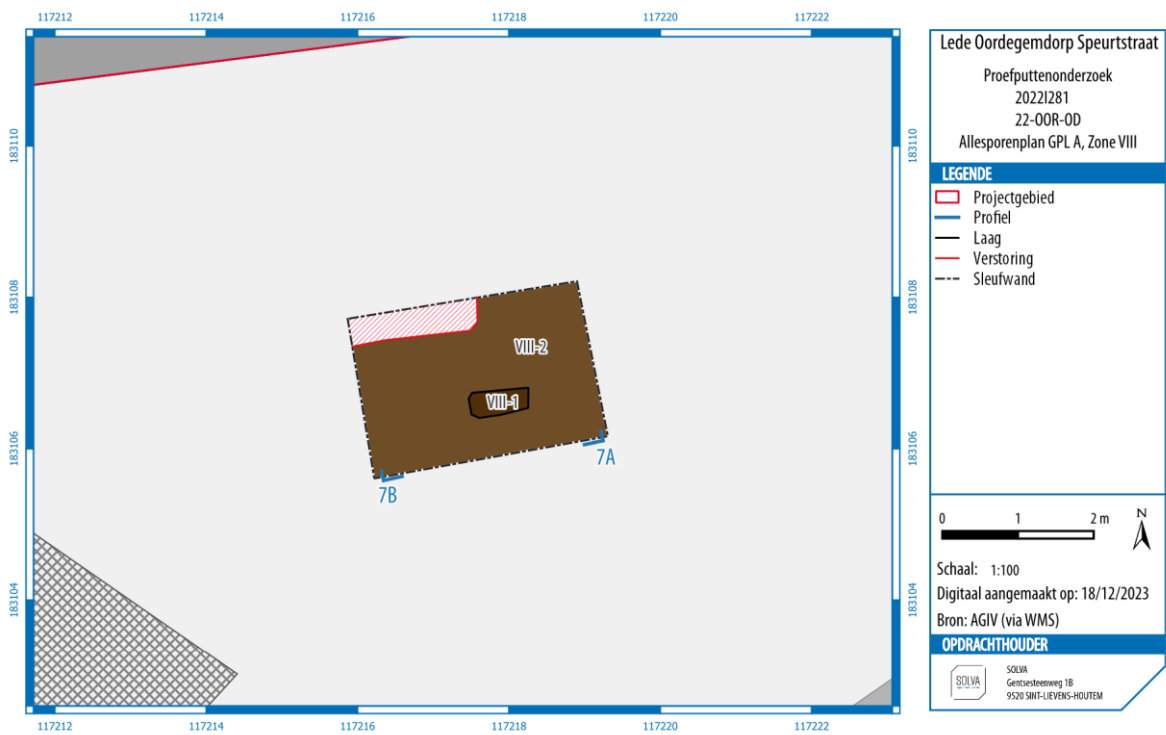 117212 117214 117216 117218 117220 117222
183110
183108
183106
183104
183110
183108
183106
183104
VIII-2
VIII-1
7A
7B
117212 117214 117216 117218 117220 117222
Lede Oordegemdorp Speurtstraat
Proefputtenonderzoek
2022I281
22-OOR-OD
Allesporenplan GPL A, Zone VIII
LEGENDE
Projectgebied
Profiel
Laag
Verstoring
Sleufwand
0 1 2 m
N
Schaal: 1:100
Digitaal aangemaakt op: 18/12/2023
Bron: AGIV (via WMS)
OPDRACHTHOUDER
SOLVA
SOLVA
Gentsesteenweg 1B
9520 SINT-LIEVENS-HOUTEM